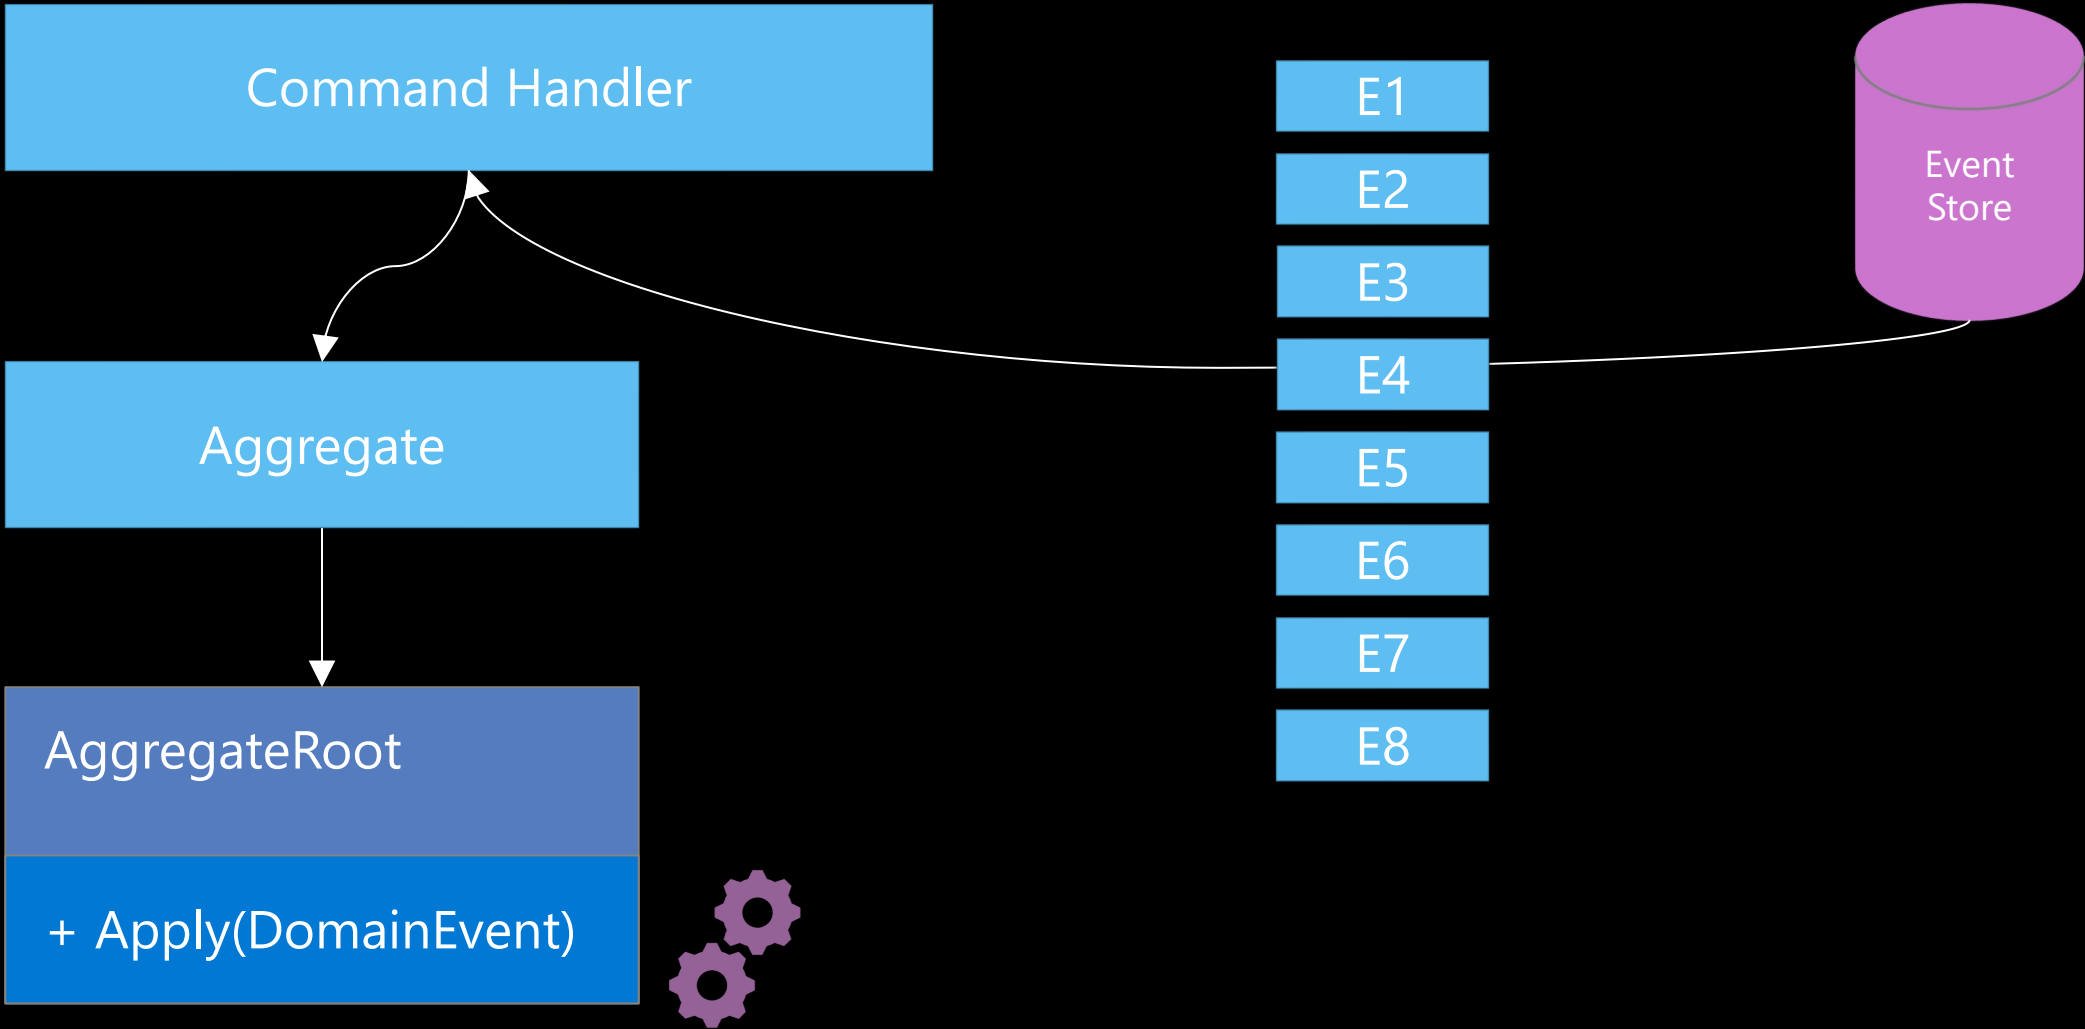 Command Handler
Aggregate
AggregateRoot
+ Apply(DomainEvent)
E1
E2
E3
E4
E5
E6
E7
E8
Event
Store